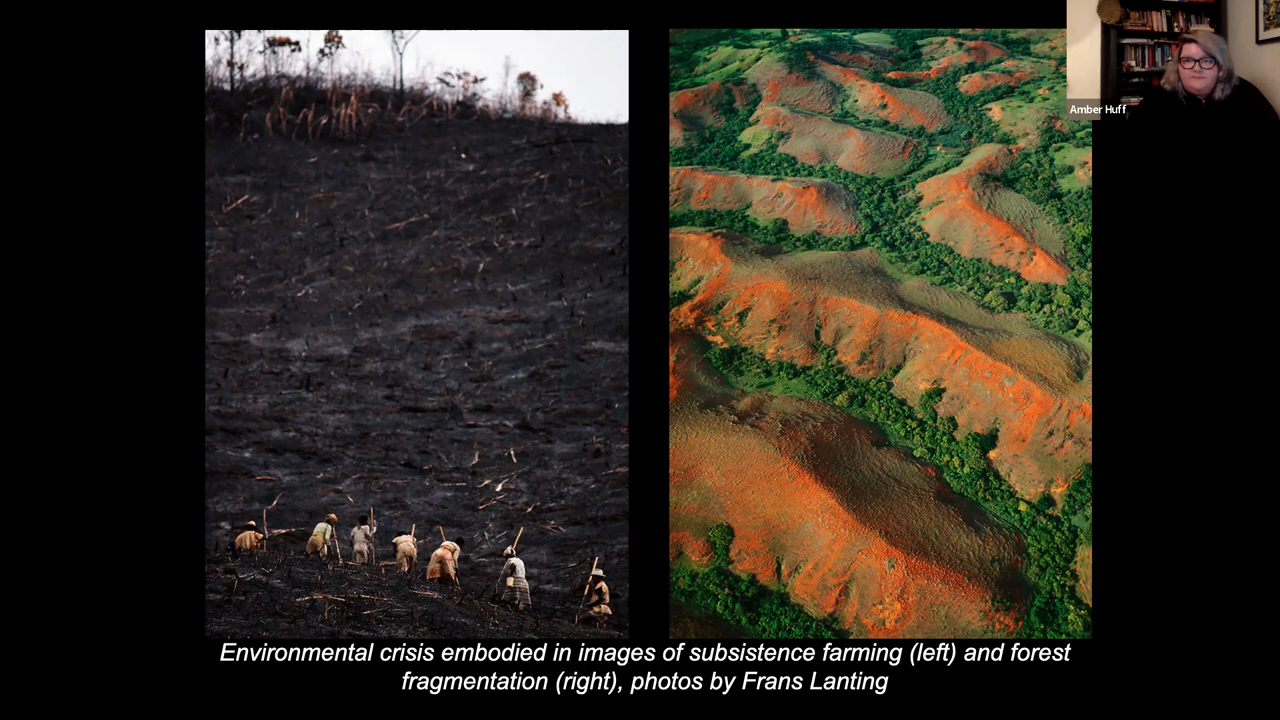 Amber Huff
Environmental crisis embodied in images of subsistence farming (left) and forest
fragmentation (right), photos by Frans Lanting